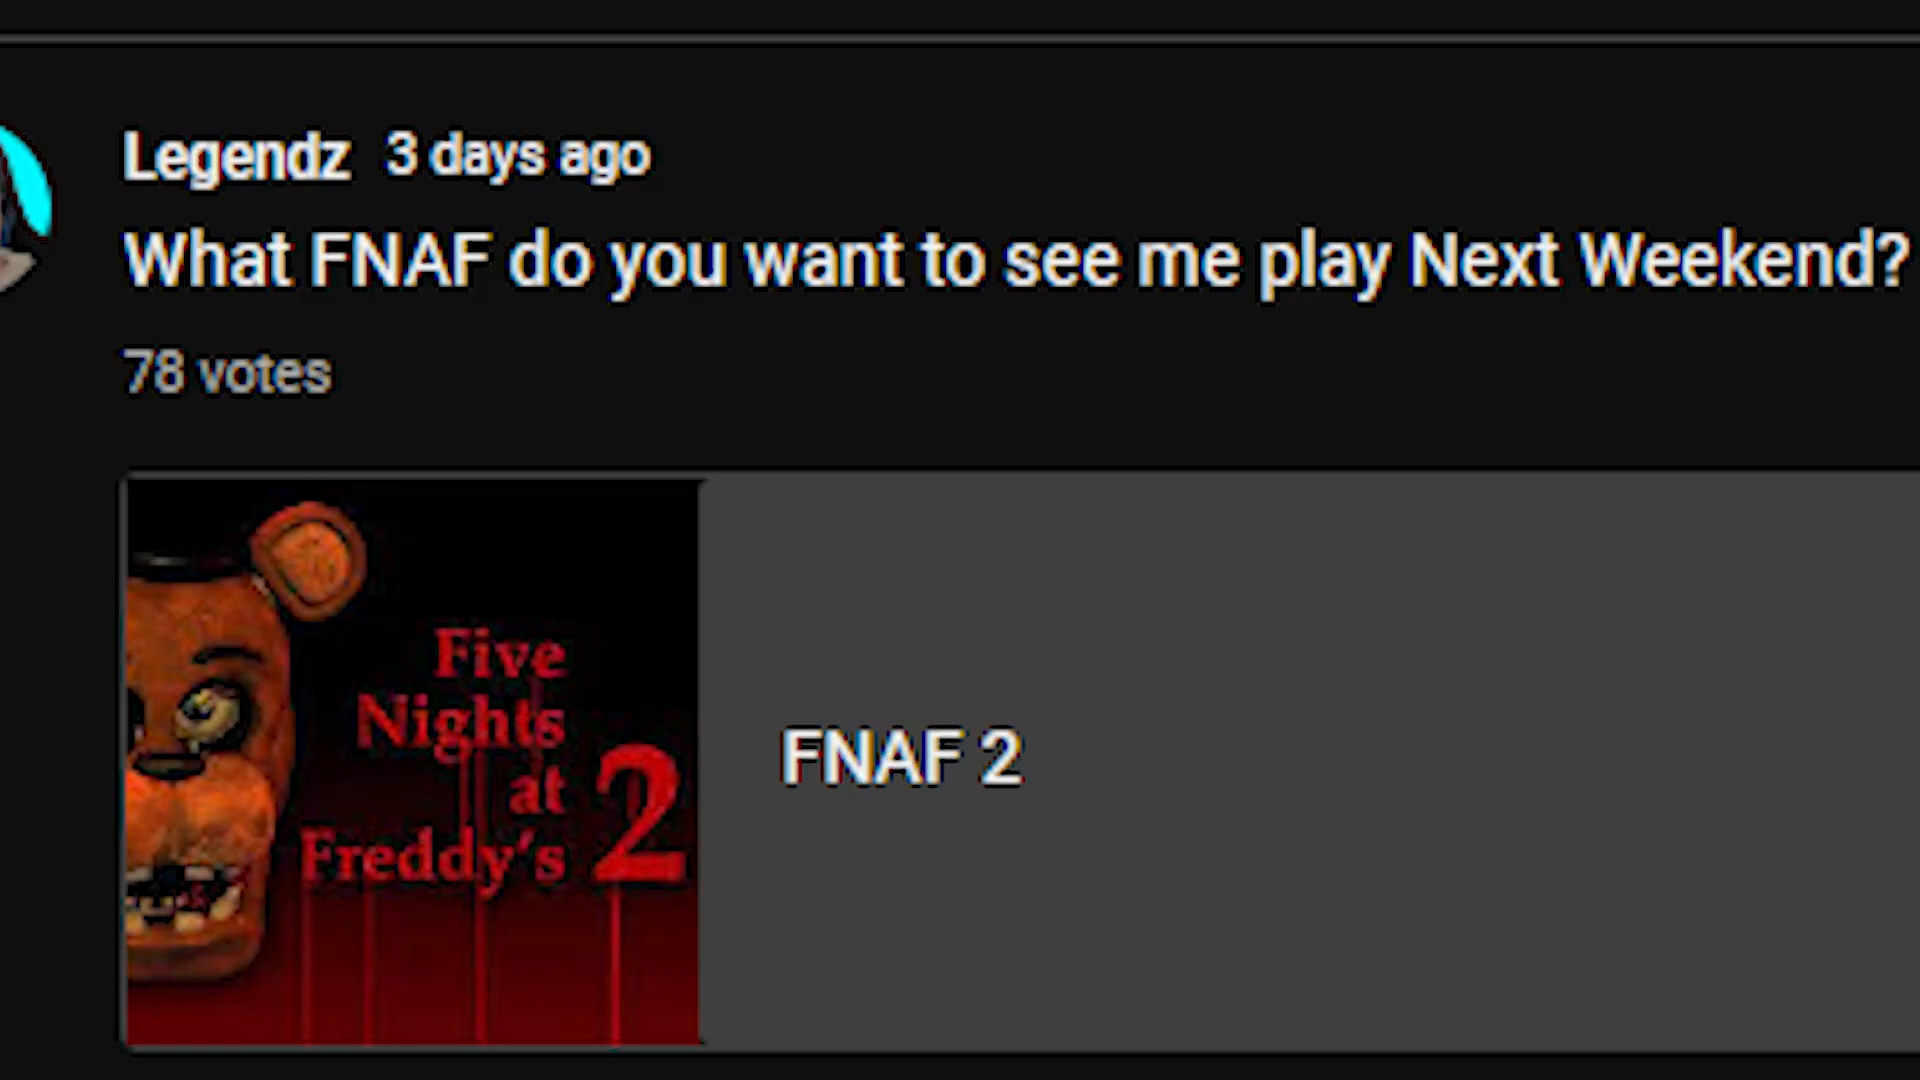 Legendz 3 days ago
What FNAF do you want to see me play Next Weekend?
78 votes
Five
Nights
at
Freddy's 2
FNAF 2